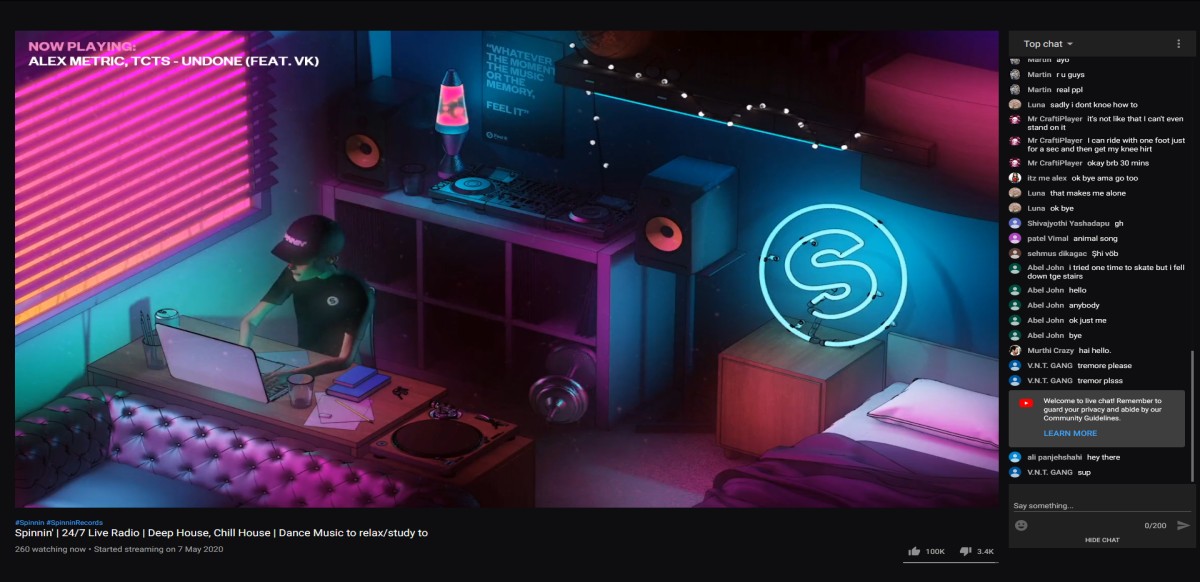 NOW PLAYING:
ALEX METRIC, TCTS - UNDONE (FEAT. VK)
"WHATEVER
THE MOMENT
THE MUSIC
OR THE
MEMORY,
FEEL IT"
S
#Spinnin #SpinninRecords
Spinnin' | 24/7 Live Radio | Deep House, Chill House | Dance Music to relax/study to
260 watching now • Started streaming on 7 May 2020
100K
3.4K
Top chat
Martin ayo
Martin r u guys
Martin real ppl
Luna sadly i dont knoe how to
Mr CraftiPlayer it's not like that I can't even
stand on it
Mr CraftiPlayer I can ride with one foot just
for a sec and then get my knee hirt
Mr CraftiPlayer okay brb 30 mins
itz me alex ok bye ama go too
Luna that makes me alone
Luna ok bye
Shivajyothi Yashadapu gh
patel Vimal animal song
sehmus dikagac Şhi vöb
Abel John i tried one time to skate but i fell
down tge stairs
Abel John hello
Abel John anybody
Abel John ok just me
Abel John bye
Murthi Crazy hai hello.
V.N.T. GANG tremore please
V.N.T. GANG tremor plsss
Welcome to live chat! Remember to
guard your privacy and abide by our
Community Guidelines.
LEARN MORE
ali panjehshahi hey there
V.N.T. GANG sup
Say something...
0/200
HIDE CHAT